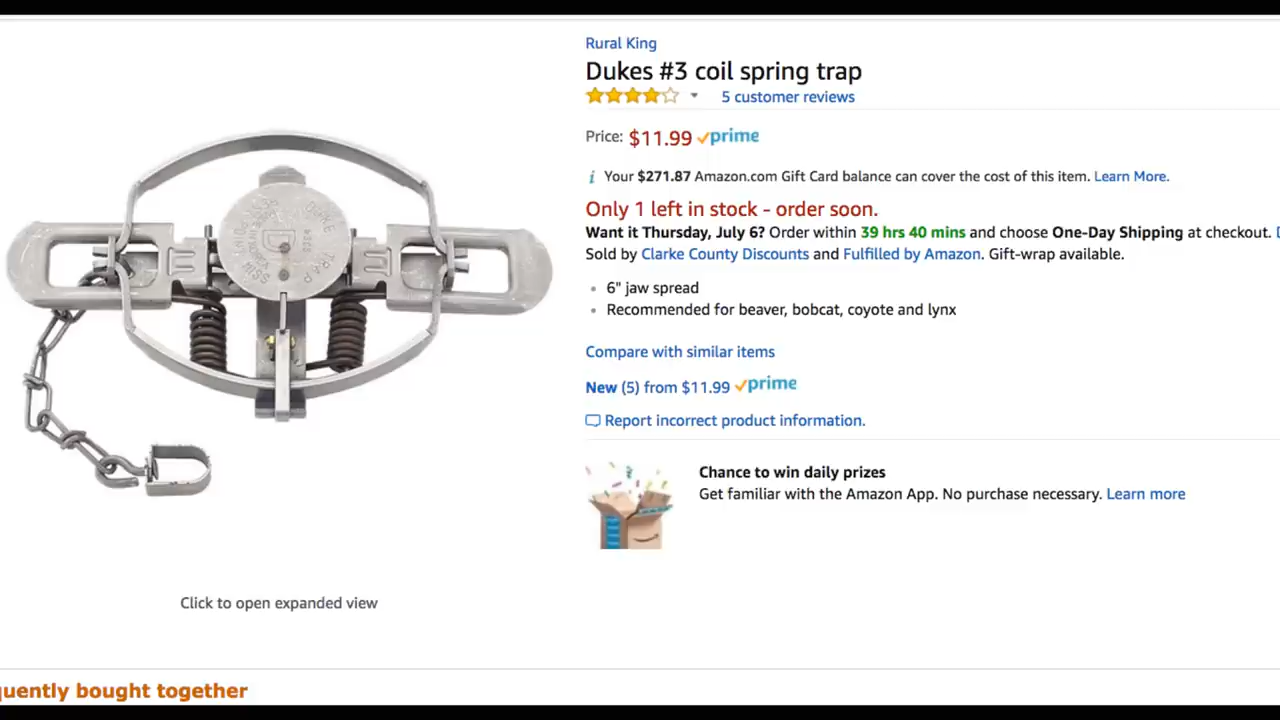 Rural King
Dukes #3 coil spring trap
5 customer reviews
Price: $11.99 prime
Your $271.87 Amazon.com Gift Card balance can cover the cost of this item. Learn More.
Only 1 left in stock - order soon.
Want it Thursday, July 6? Order within 39 hrs 40 mins and choose One-Day Shipping at checkout.
Sold by Clarke County Discounts and Fulfilled by Amazon. Gift-wrap available.
6" jaw spread
Recommended for beaver, bobcat, coyote and lynx
Compare with similar items
New (5) from $11.99 prime
Report incorrect product information.
Chance to win daily prizes
Get familiar with the Amazon App. No purchase necessary. Learn more
Click to open expanded view
quently bought together